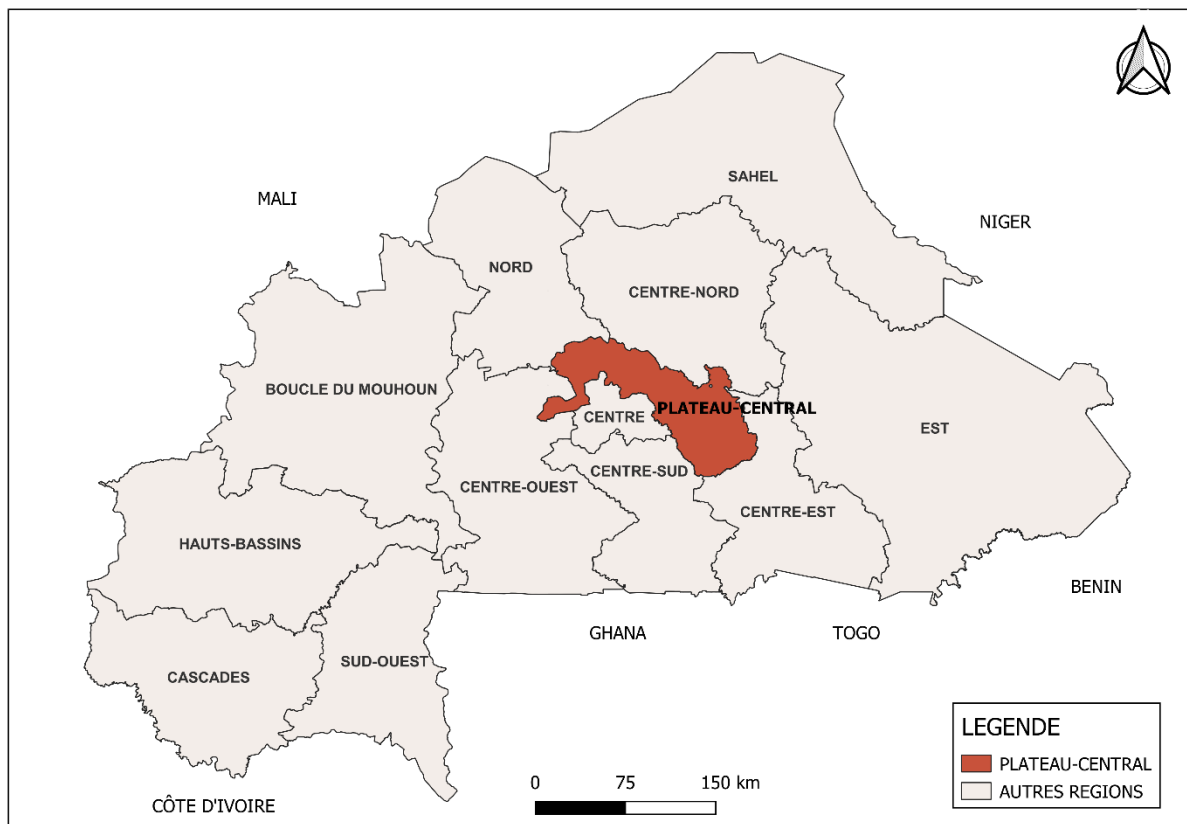 SAHEL
MALI
NIGER
NORD
CENTRE-NORD
BOUCLE DU MOUHOUN
PLATEAU-CENTRAL
CENTRE
EST
CENTRE-SUD
CENTRE-OUEST
CENTRE-EST
HAUTS-BASSINS
BENIN
GHANA
TOGO
SUD-OUEST
CASCADES
LEGENDE
PLATEAU-CENTRAL
AUTRES REGIONS
0 75 150 km
CÔTE D'IVOIRE